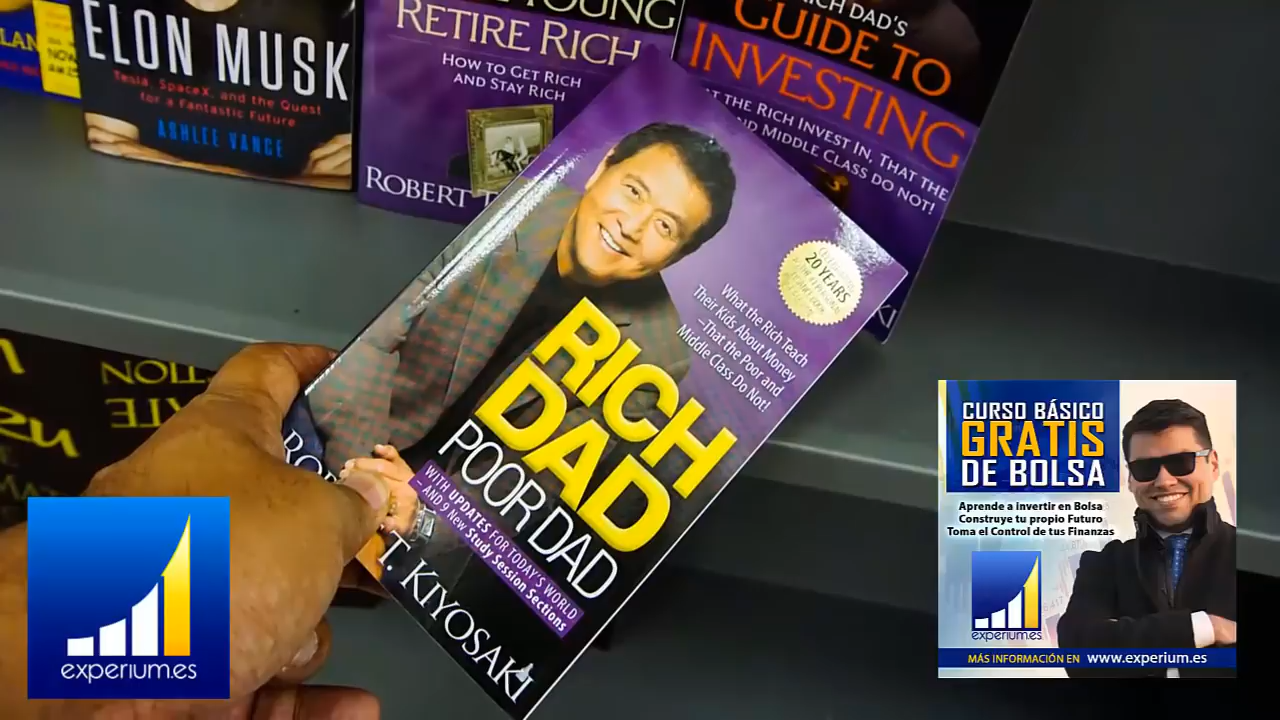 ELON MUSK
Tesla, SpaceX, and the Quest
for a Fantastic Future
ASHLEE VANCE
YOUNG
RETIRE RICH
HOW TO GET RICH
AND STAY RICH
ROBERT
RICH DAD'S
GUIDE TO
INVESTING
THE RICH INVEST IN, THAT THE
MIDDLE CLASS DO NOT!
20 YEARS
What the Rich Teach
Their Kids About Money
–That the Poor and
Middle Class Do Not!
RICH
DAD
POOR DAD
WITH UPDATES FOR TODAY'S WORLD
– AND 9 New Study Session Sections
T. KIYOSAKI
experium.es
CURSO BÁSICO
GRATIS
DE BOLSA
Aprende a invertir en Bolsa
Construye tu propio Futuro
Toma el Control de tus Finanzas
experium.es
MÁS INFORMACIÓN EN www.experium.es